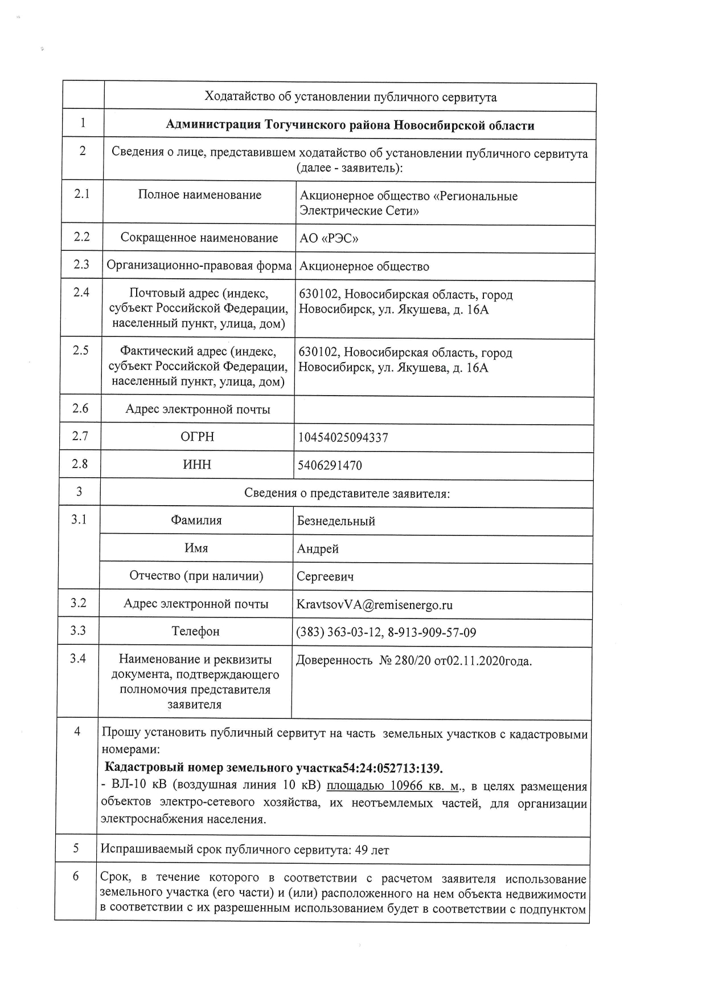 Ходатайство об установлении публичного сервитута
1
Администрация Тогучинского района Новосибирской области
2
Сведения о лице, представившем ходатайство об установлении публичного сервитута
(далее - заявитель):
2.1
Полное наименование
Акционерное общество «Региональные
Электрические Сети»
2.2
Сокращенное наименование
АО «РЭС»
2.3
Организационно-правовая форма
Акционерное общество
2.4
Почтовый адрес (индекс,
субъект Российской Федерации,
населенный пункт, улица, дом)
630102, Новосибирская область, город
Новосибирск, ул. Якушева, д. 16А
2.5
Фактический адрес (индекс,
субъект Российской Федерации,
населенный пункт, улица, дом)
630102, Новосибирская область, город
Новосибирск, ул. Якушева, д. 16А
2.6
Адрес электронной почты
2.7
ОГРН
10454025094337
2.8
ИНН
5406291470
3
Сведения о представителе заявителя:
3.1
Фамилия
Безнедельный
Имя
Андрей
Отчество (при наличии)
Сергеевич
3.2
Адрес электронной почты
KravtsovVA@remisenergo.ru
3.3
Телефон
(383) 363-03-12, 8-913-909-57-09
3.4
Наименование и реквизиты
документа, подтверждающего
полномочия представителя
заявителя
Доверенность № 280/20 от02.11.2020года.
4
Прошу установить публичный сервитут на часть земельных участков с кадастровыми
номерами:
Кадастровый номер земельного участка54:24:052713:139.
- ВЛ-10 кВ (воздушная линия 10 кВ) площадью 10966 кв. м., в целях размещения
объектов электро-сетевого хозяйства, их неотъемлемых частей, для организации
электроснабжения населения.
5
Испрашиваемый срок публичного сервитута: 49 лет
6
Срок, в течение которого в соответствии с расчетом заявителя использование
земельного участка (его части) и (или) расположенного на нем объекта недвижимости
в соответствии с их разрешенным использованием будет в соответствии с подпунктом